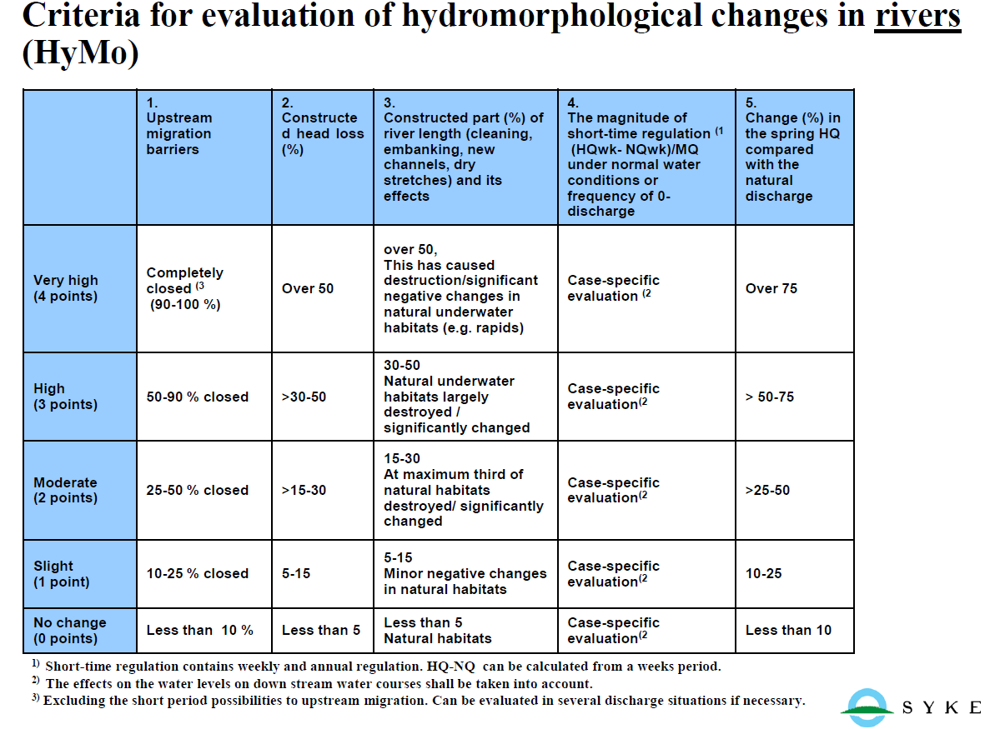 Criteria for evaluation of hydromorphological changes in rivers
(HyMo)
1.
Upstream
migration
barriers
2.
Constructe
d head loss
(%)
3.
Constructed part (%) of
river length (cleaning,
embanking, new
channels, dry
stretches) and its
effects
4.
The magnitude of
short-time regulation (1
(HQwk- NQwk)/MQ
under normal water
conditions or
frequency of 0-
discharge
5.
Change (%) in
the spring HQ
compared
with the
natural
discharge
Very high
(4 points)
Completely
closed (3
(90-100 %)
Over 50
over 50,
This has caused
destruction/significant
negative changes in
natural underwater
habitats (e.g. rapids)
Case-specific
evaluation (2
Over 75
High
(3 points)
50-90 % closed
>30-50
30-50
Natural underwater
habitats largely
destroyed /
significantly changed
Case-specific
evaluation(2
> 50-75
Moderate
(2 points)
25-50 % closed
>15-30
15-30
At maximum third of
natural habitats
destroyed/ significantly
changed
Case-specific
evaluation(2
>25-50
Slight
(1 point)
10-25 % closed
5-15
5-15
Minor negative changes
in natural habitats
Case-specific
evaluation(2
10-25
No change
(0 points)
Less than 10 %
Less than 5
Less than 5
Natural habitats
Case-specific
evaluation(2
Less than 10
1) Short-time regulation contains weekly and annual regulation. HQ-NQ can be calculated from a weeks period.
2) The effects on the water levels on down stream water courses shall be taken into account.
3) Excluding the short period possibilities to upstream migration. Can be evaluated in several discharge situations if necessary.
S Y K E